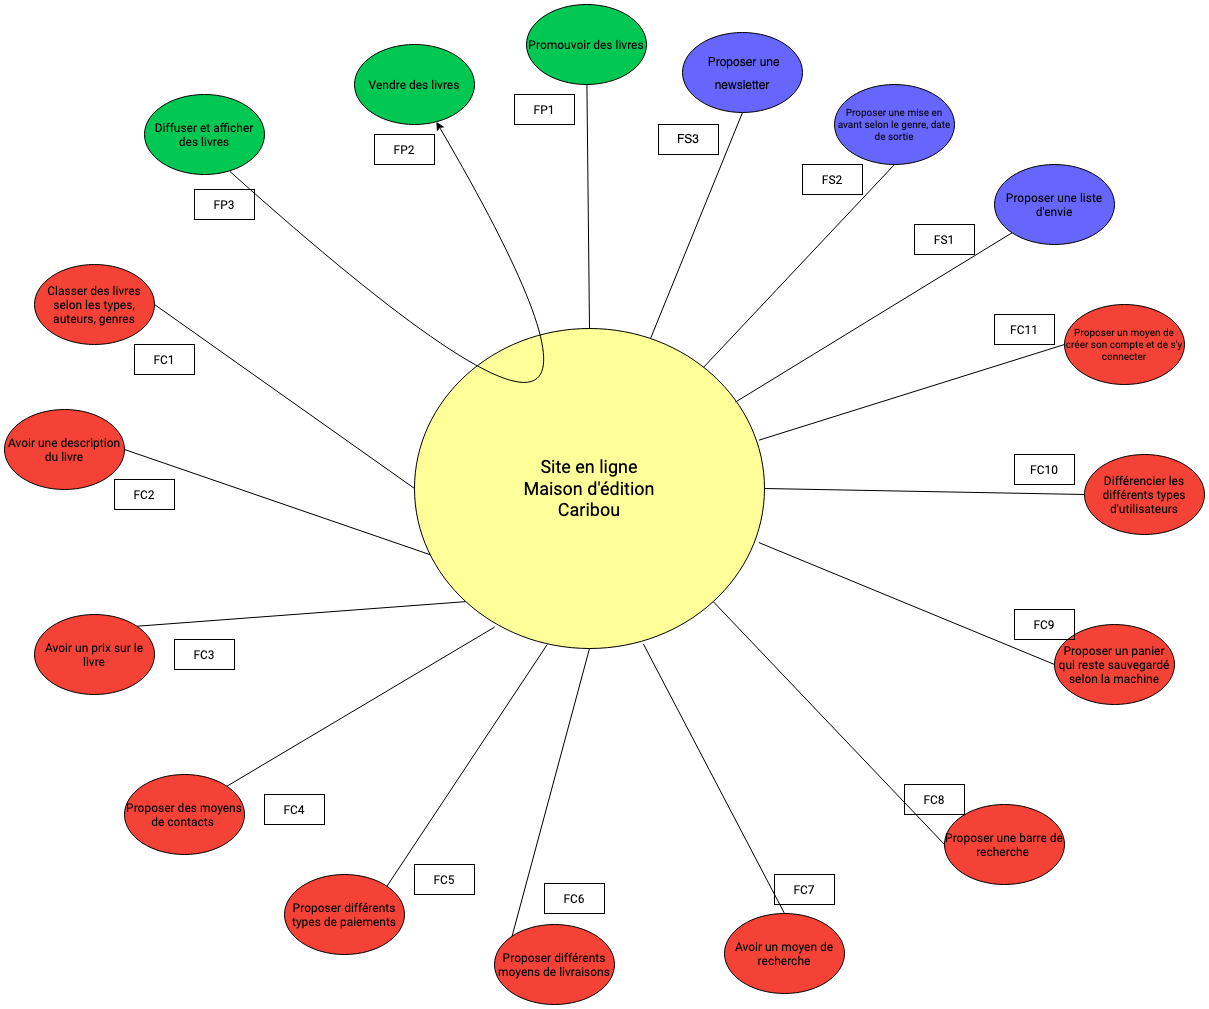 Promouvoir des livres
FP1
Vendre des livres
FP2
Diffuser et afficher
des livres
FP3
Proposer une
newsletter
FS3
Proposer une mise en
avant selon le genre, date
de sortie
FS2
Proposer une liste
d'envie
FS1
Classer des livres
selon les types,
auteurs, genres
FC1
FC11
Proposer un moyen de
créer son compte et de s'y
connecter
Avoir une description
du livre
FC2
Site en ligne
Maison d'édition
Caribou
FC10
Différencier les
différents types
d'utilisateurs
Avoir un prix sur le
livre
FC3
FC9
Proposer un panier
qui reste sauvegardé
selon la machine
Proposer des moyens
de contacts
FC4
FC8
Proposer une barre de
recherche
FC5
Proposer différents
types de paiements
FC6
Proposer différents
moyens de livraisons
FC7
Avoir un moyen de
recherche